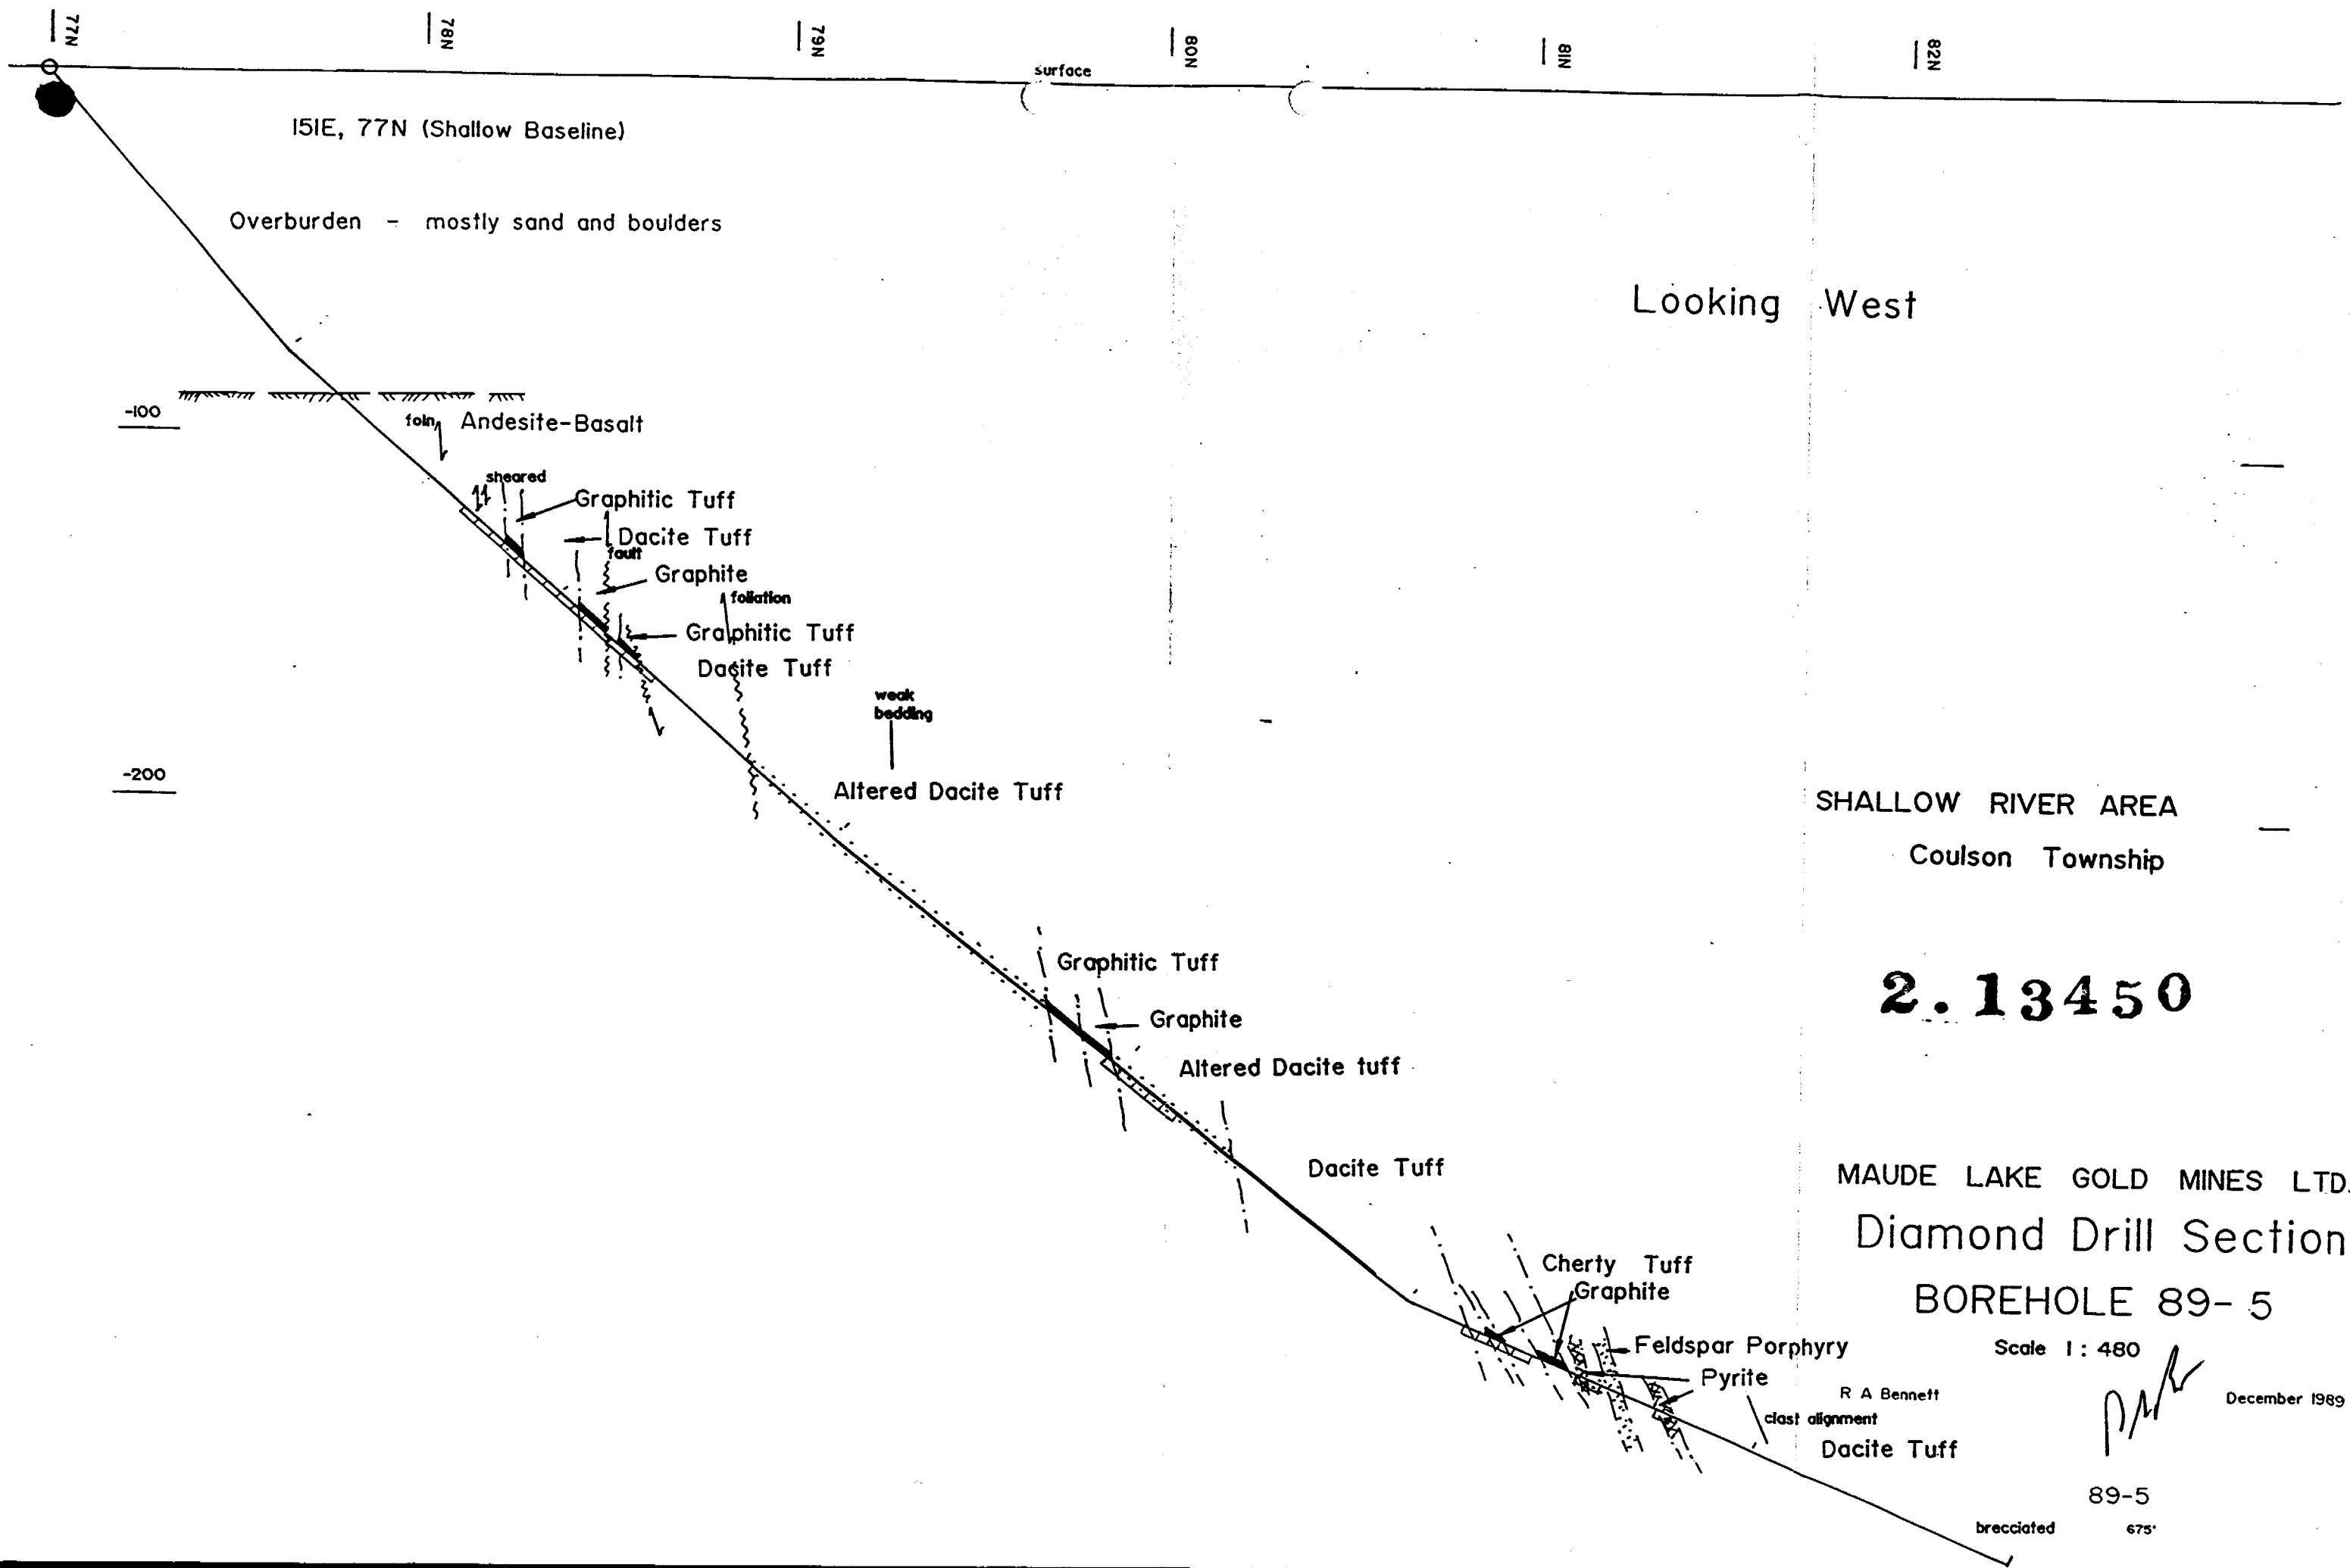 77N
78N
79N
80N
81N
82N
surface
151E, 77N (Shallow Baseline)
Overburden - mostly sand and boulders
Looking West
-100
foln
Andesite-Basalt
sheared
Graphitic Tuff
Dacite Tuff
fault
Graphite
foliation
Graphitic Tuff
Dacite Tuff
weak
bedding
-200
Altered Dacite Tuff
SHALLOW RIVER AREA
Coulson Township
Graphitic Tuff
2.13450
Graphite
Altered Dacite tuff
Dacite Tuff
MAUDE LAKE GOLD MINES LTD.
Diamond Drill Section
BOREHOLE 89-5
Cherty Tuff
Graphite
Feldspar Porphyry
Scale 1:480
Pyrite
R A Bennett
December 1989
clast alignment
Dacite Tuff
89-5
brecciated
675'